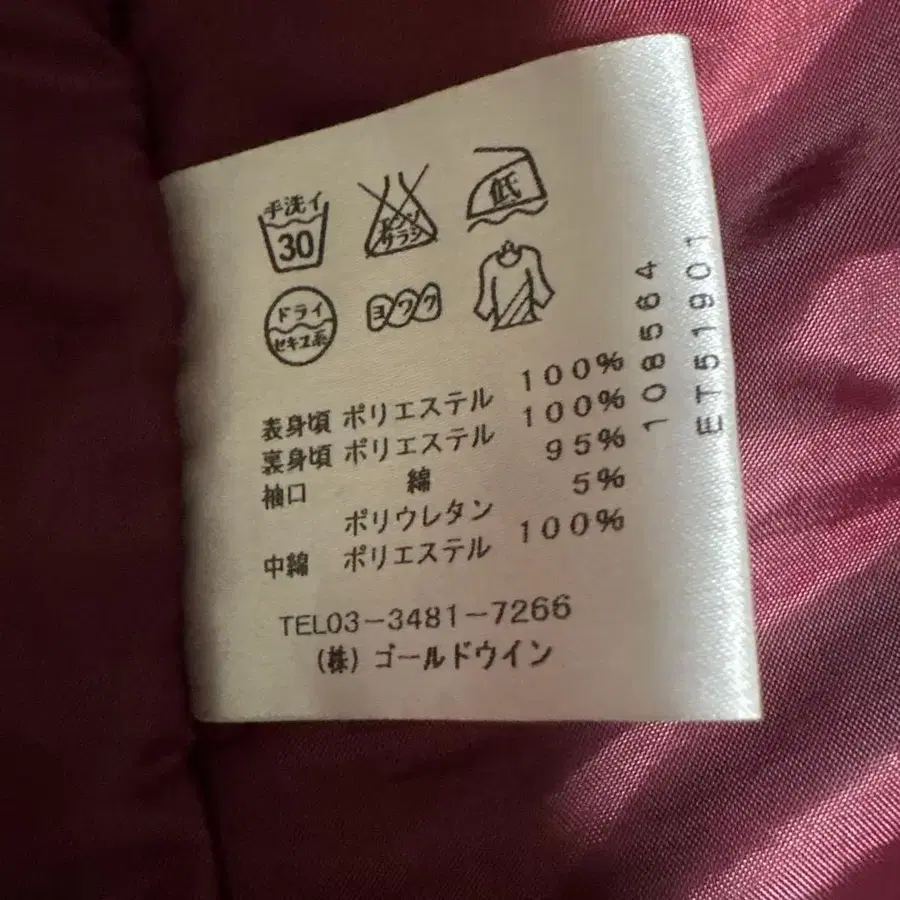 手洗イ
30
エンソ
サラシ
低
ドライ
セキユ系
ヨワク
表身頃 ポリエステル 100%
裏身頃 ポリエステル 100%
袖口 綿 95%
ポリウレタン 5%
中綿 ポリエステル 100%
TEL03-3481-7266
(株)ゴールドウイン
108564
ET51901